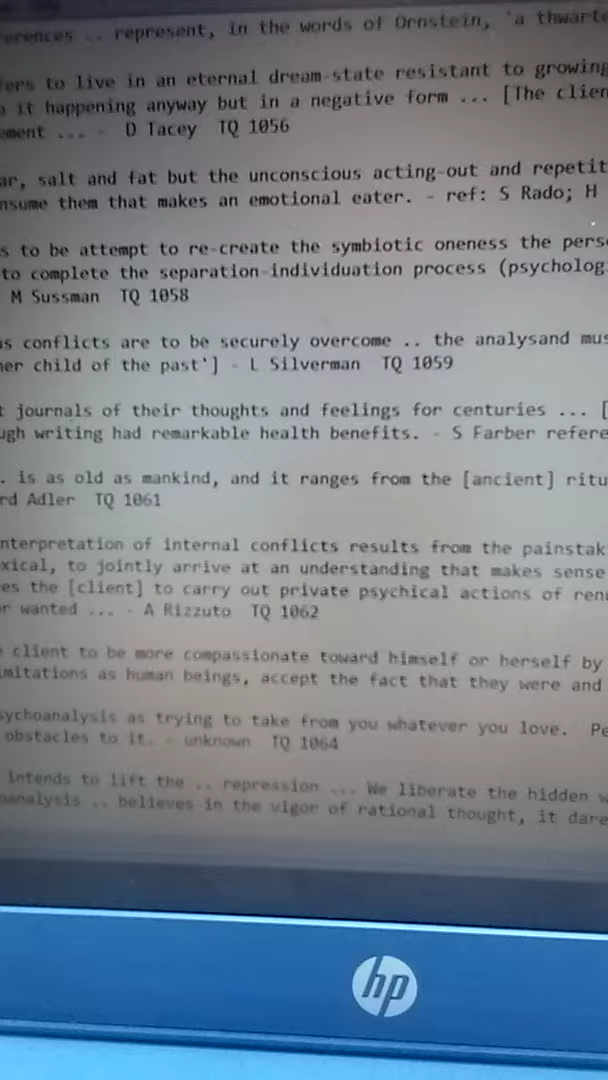 erences .. represent, in the words of Ornstein, 'a thwarte
fers to live in an eternal dream-state resistant to growing
it happening anyway but in a negative form ... [The clien
ement ... - D Tacey TQ 1056
ar, salt and fat but the unconscious acting-out and repetit
nsume them that makes an emotional eater. - ref: S Rado; H
s to be attempt to re-create the symbiotic oneness the pers
to complete the separation-individuation process (psycholog
M Sussman TQ 1058
us conflicts are to be securely overcome .. the analysand mus
ner child of the past'] - L Silverman TQ 1059
t journals of their thoughts and feelings for centuries ... [
ugh writing had remarkable health benefits. - S Farber refere
. is as old as mankind, and it ranges from the [ancient] ritu
rd Adler TQ 1061
nterpretation of internal conflicts results from the painstak
xical, to jointly arrive at an understanding that makes sense
es the [client] to carry out private psychical actions of ren
or wanted ... - A Rizzuto TQ 1062
e client to be more compassionate toward himself or herself by
imitations as human beings, accept the fact that they were and
sychoanalysis as trying to take from you whatever you love. Pe
obstacles to it. - unknown TQ 1064
intends to lift the .. repression ... We liberate the hidden w
oanalysis .. believes in the vigor of rational thought, it dare
hp